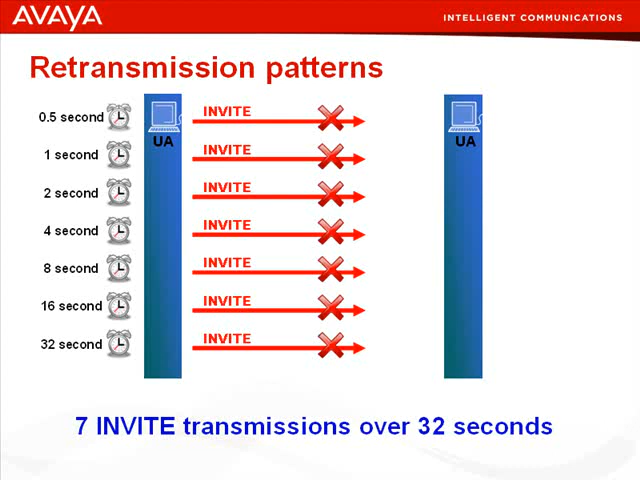 AVAYA
INTELLIGENT COMMUNICATIONS
Retransmission patterns
0.5 second
INVITE
UA
UA
1 second
INVITE
2 second
INVITE
4 second
INVITE
8 second
INVITE
16 second
INVITE
32 second
INVITE
7 INVITE transmissions over 32 seconds